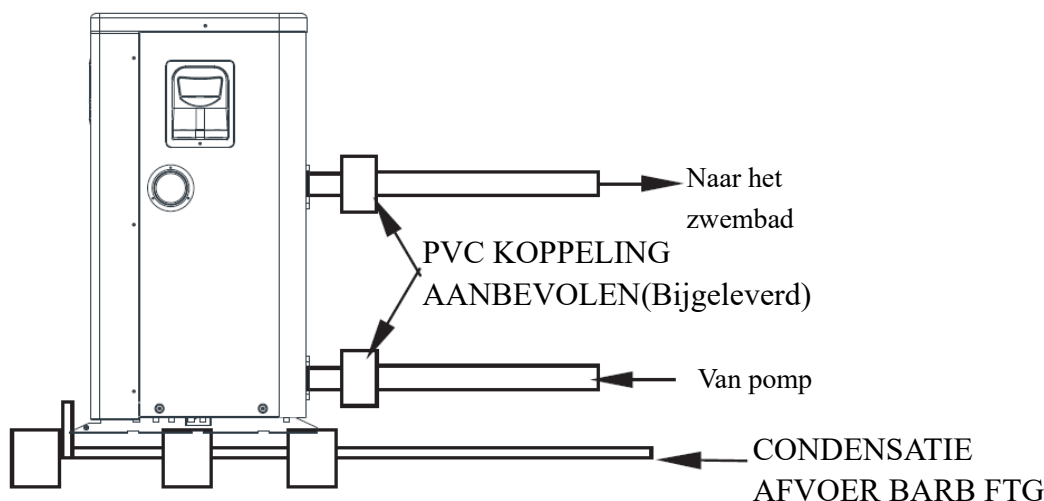 Naar het
zwembad
PVC KOPPELING
AANBEVOLEN(Bijgeleverd)
Van pomp
CONDENSATIE
AFVOER BARB FTG